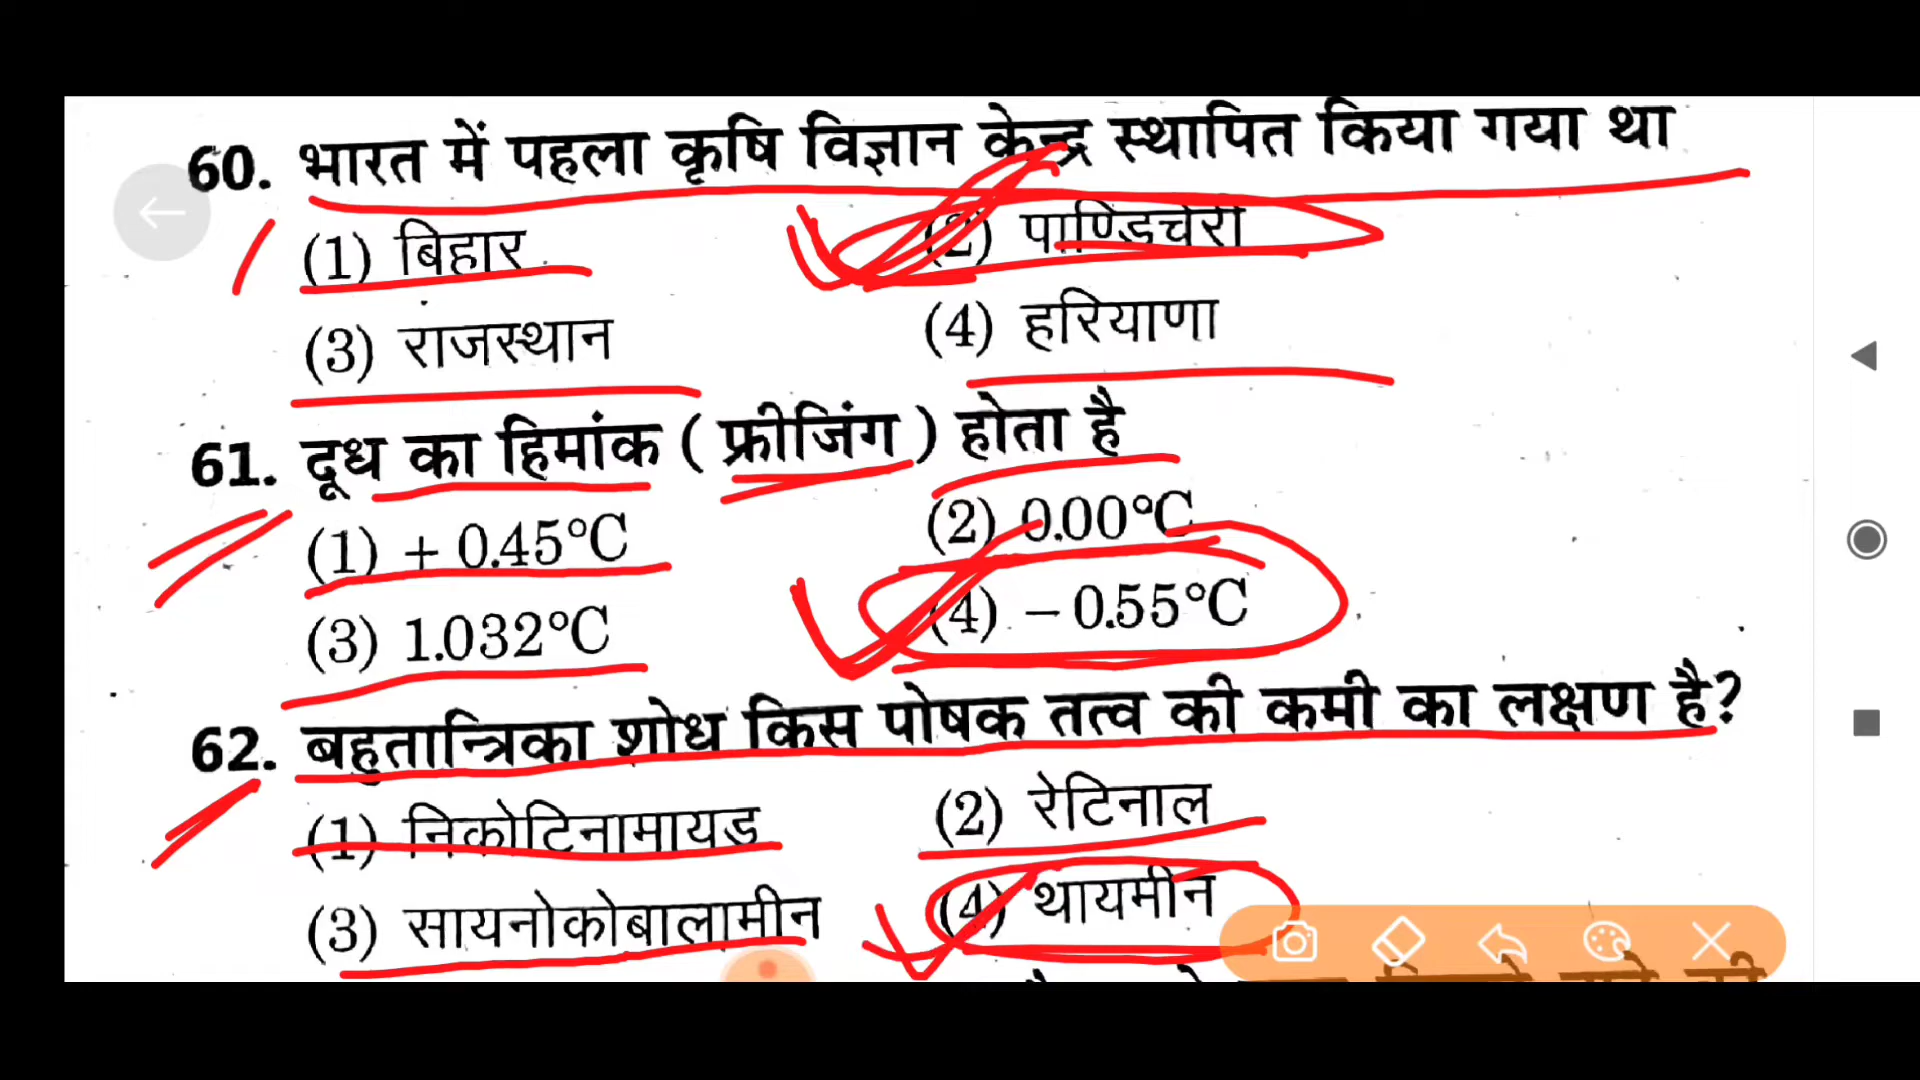 60. भारत में पहला कृषि विज्ञान केन्द्र स्थापित किया गया था
(1) बिहार (2) पाण्डिचेरी
(3) राजस्थान (4) हरियाणा
61. दूध का हिमांक ( फ्रीजिंग ) होता है
(1) + 0.45°C (2) 0.00°C
(3) 1.032°C (4) – 0.55°C
62. बहुतान्त्रिका शोध किस पोषक तत्व की कमी का लक्षण है?
(1) निकोटिनामायड (2) रेटिनाल
(3) सायनोकोबालामीन (4) थायमीन